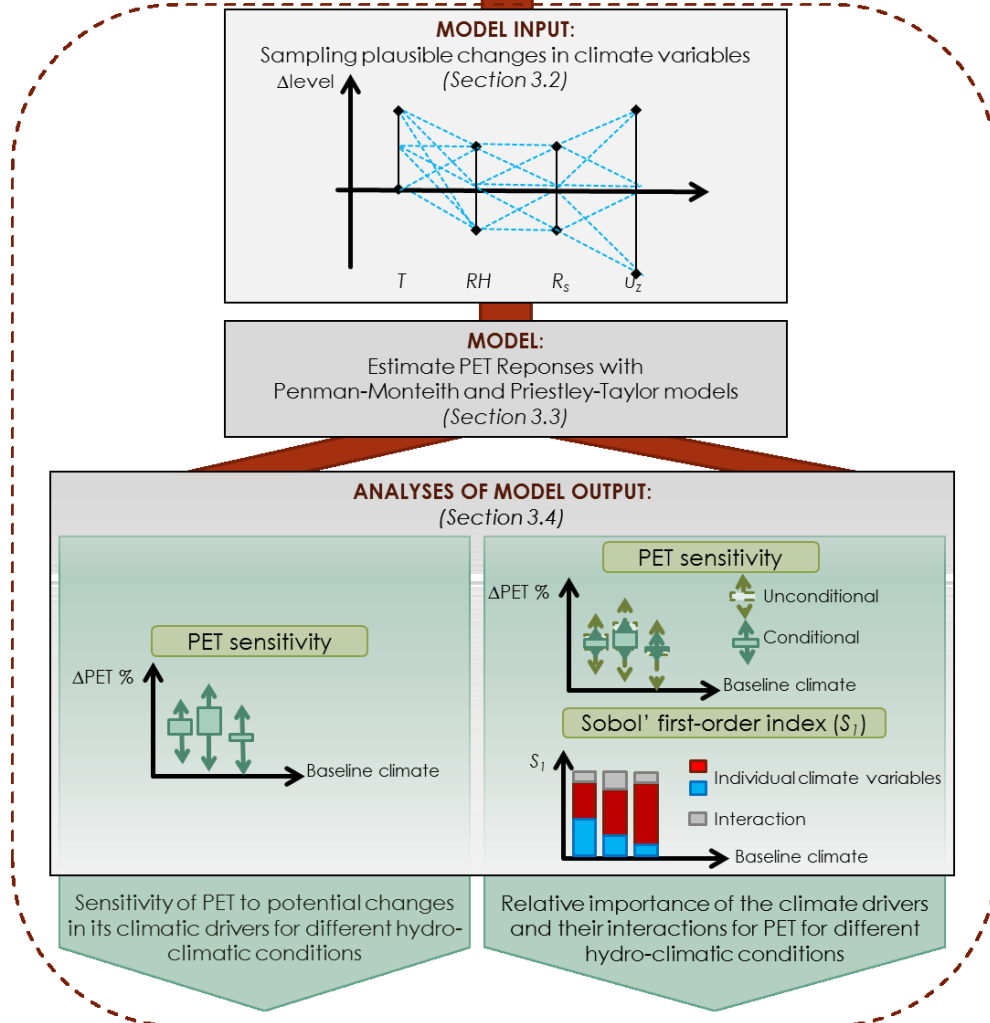 MODEL INPUT:
Sampling plausible changes in climate variables
(Section 3.2)
Δlevel
T RH Rs υz
MODEL:
Estimate PET Reponses with
Penman-Monteith and Priestley-Taylor models
(Section 3.3)
ANALYSES OF MODEL OUTPUT:
(Section 3.4)
PET sensitivity
ΔPET %
Baseline climate
PET sensitivity
ΔPET %
Unconditional
Conditional
Baseline climate
Sobol’ first-order index (S1)
S1
Individual climate variables
Interaction
Baseline climate
Sensitivity of PET to potential changes
in its climatic drivers for different hydro-
climatic conditions
Relative importance of the climate drivers
and their interactions for PET for different
hydro-climatic conditions